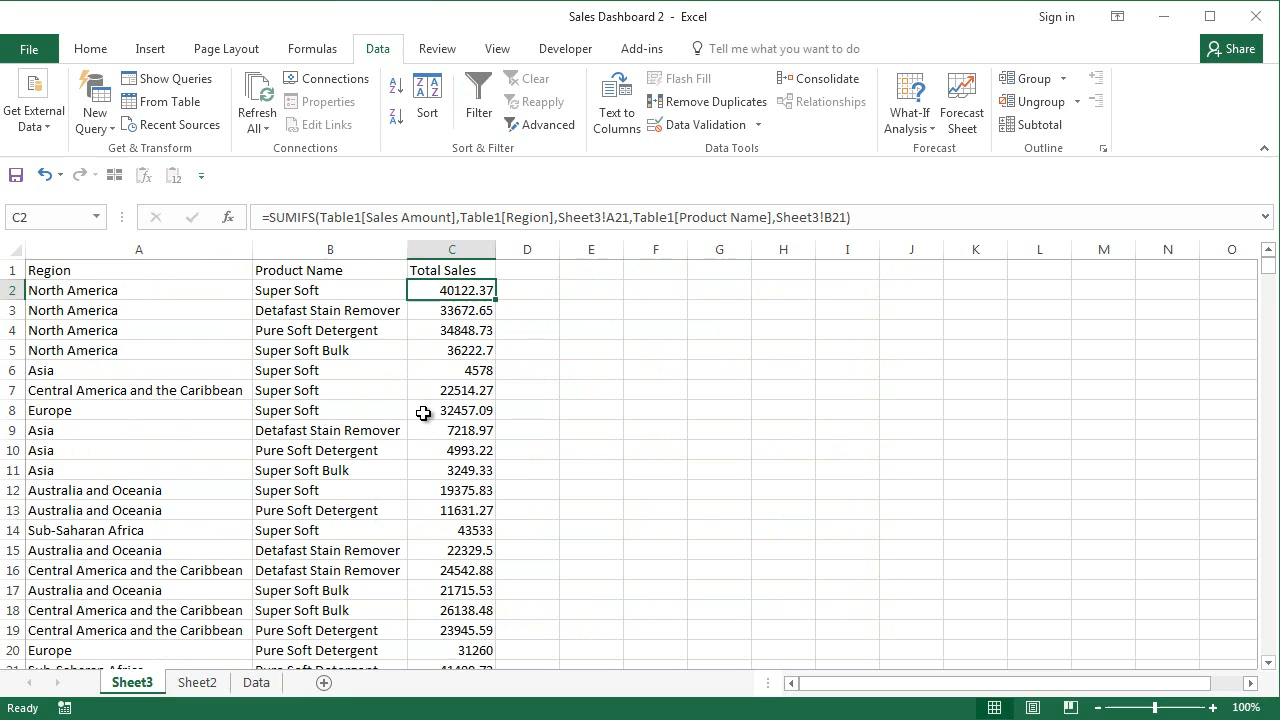 Sales Dashboard 2 - Excel
Sign in
File Home Insert Page Layout Formulas Data Review View Developer Add-ins Tell me what you want to do Share
Get External Data
New Query
Show Queries
From Table
Recent Sources
Get & Transform
Refresh All
Connections
Properties
Edit Links
Connections
A Z
Z A
Z A A Z
Sort
Filter
Clear
Reapply
Advanced
Sort & Filter
Text to Columns
Flash Fill
Remove Duplicates
Data Validation
Consolidate
Relationships
Data Tools
What-If Analysis
Forecast Sheet
Forecast
Group
Ungroup
Subtotal
Outline
fx 12
C2 fx =SUMIFS(Table1[Sales Amount],Table1[Region],Sheet3!A21,Table1[Product Name],Sheet3!B21)
A B C D E F G H I J K L M N O
1 Region Product Name Total Sales
2 North America Super Soft 40122.37
3 North America Detafast Stain Remover 33672.65
4 North America Pure Soft Detergent 34848.73
5 North America Super Soft Bulk 36222.7
6 Asia Super Soft 4578
7 Central America and the Caribbean Super Soft 22514.27
8 Europe Super Soft 32457.09
9 Asia Detafast Stain Remover 7218.97
10 Asia Pure Soft Detergent 4993.22
11 Asia Super Soft Bulk 3249.33
12 Australia and Oceania Super Soft 19375.83
13 Australia and Oceania Pure Soft Detergent 11631.27
14 Sub-Saharan Africa Super Soft 43533
15 Australia and Oceania Detafast Stain Remover 22329.5
16 Central America and the Caribbean Detafast Stain Remover 24542.88
17 Australia and Oceania Super Soft Bulk 21715.53
18 Central America and the Caribbean Super Soft Bulk 26138.48
19 Central America and the Caribbean Pure Soft Detergent 23945.59
20 Europe Pure Soft Detergent 31260
Sheet3 Sheet2 Data
Ready 100%